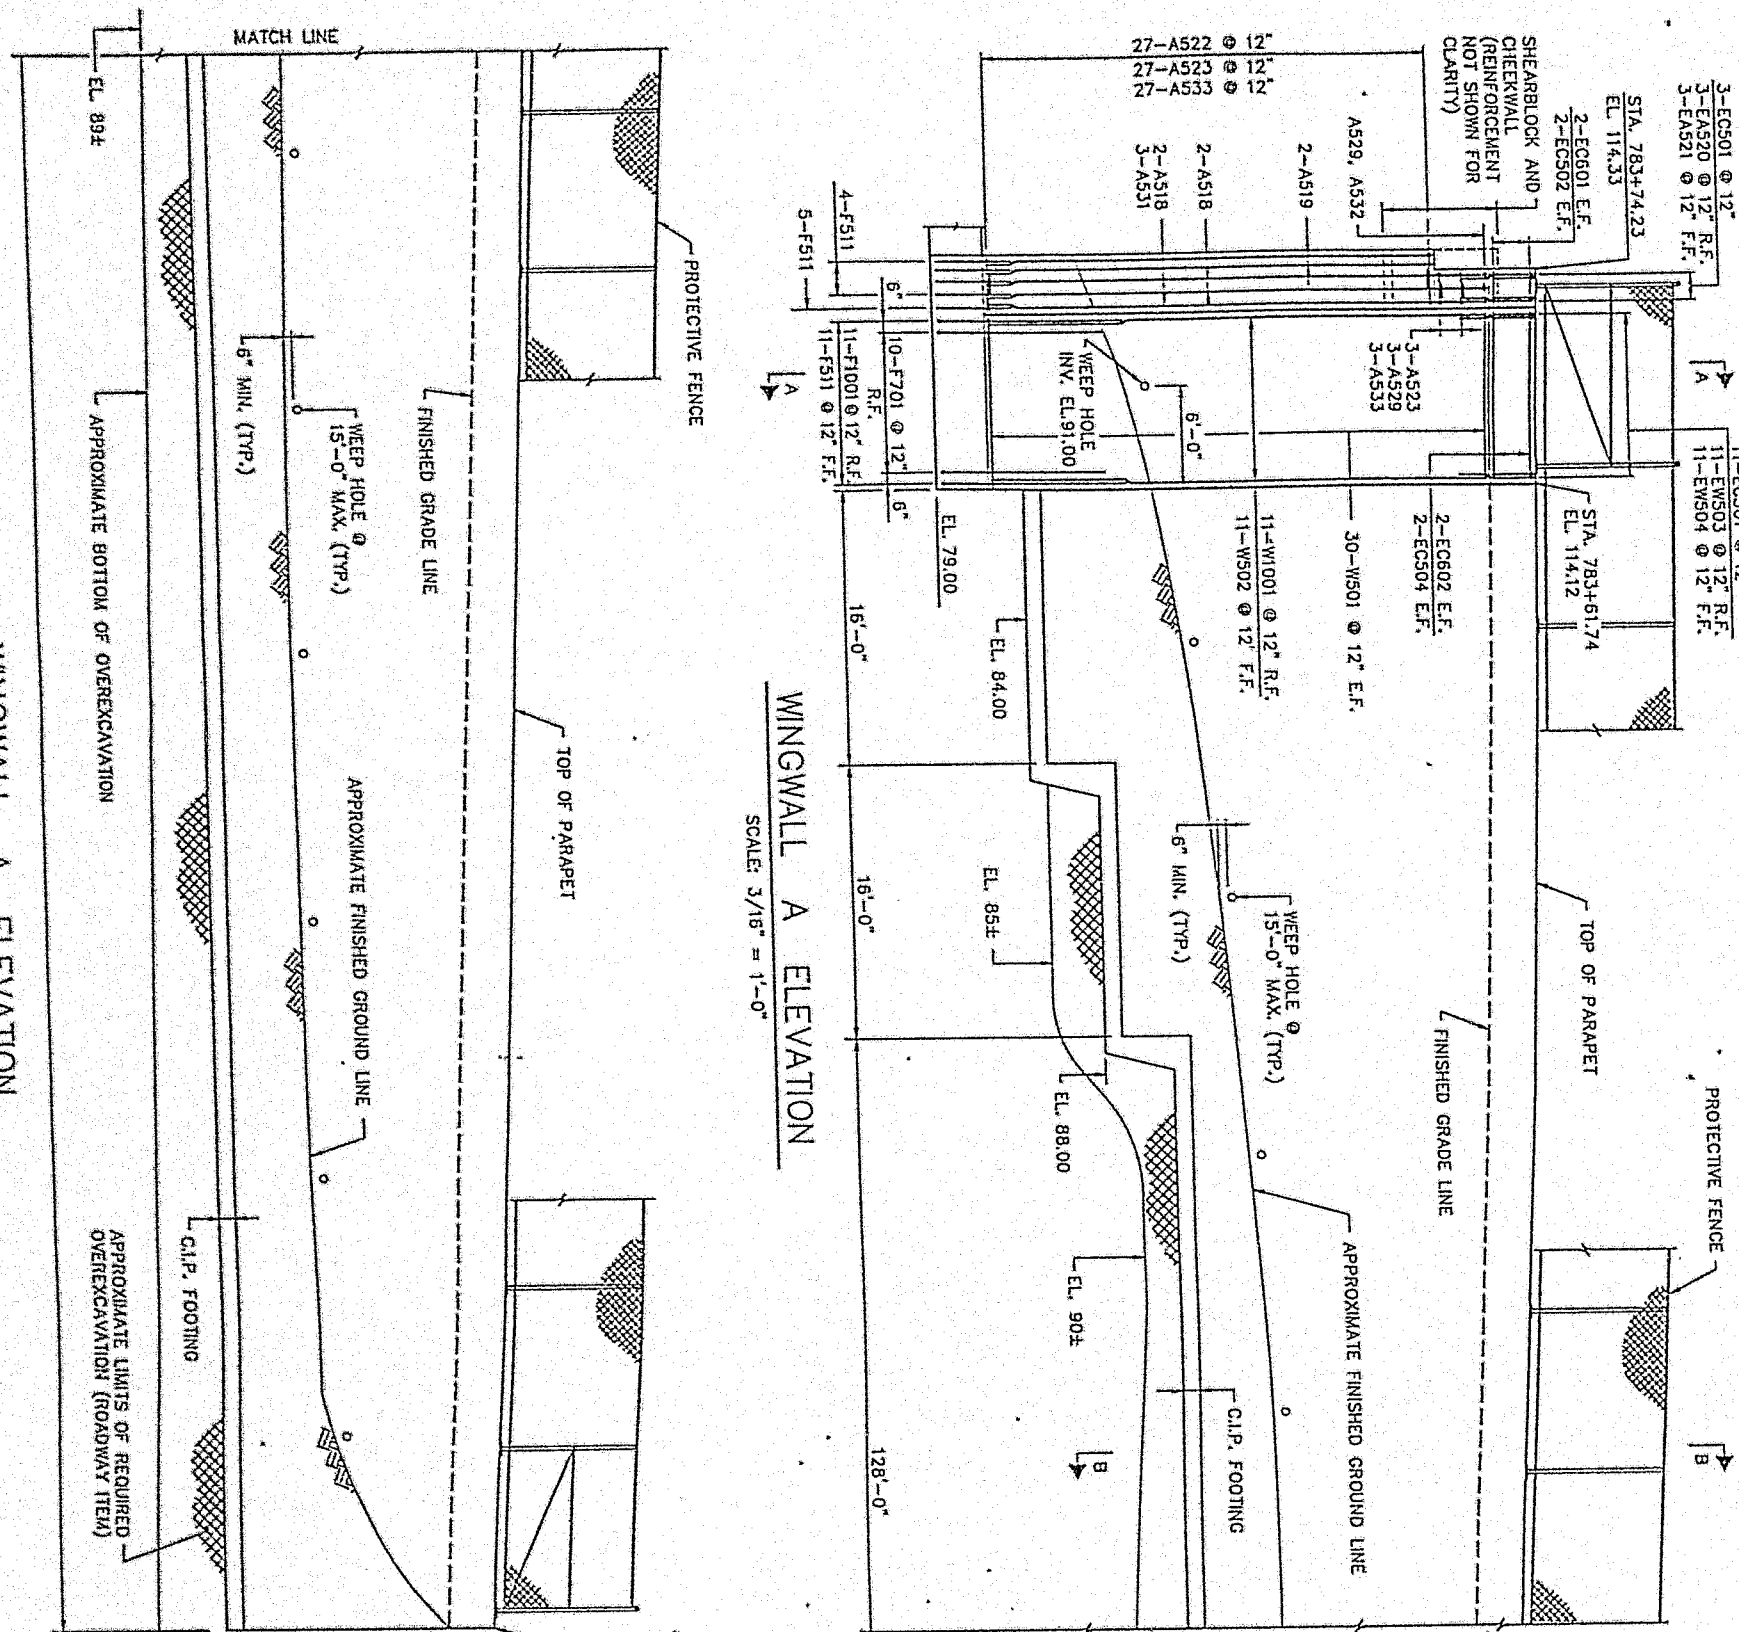 3-EC501 @ 12"
3-EA520 @ 12" R.F.
3-EA521 @ 12" F.F.
STA. 783+74.23
EL. 114.33
2-EC601 E.F.
2-EC502 E.F.
SHEARBLOCK AND
CHEEKWALL
(REINFORCEMENT
NOT SHOWN FOR
CLARITY)
27-A522 @ 12"
27-A523 @ 12"
27-A533 @ 12"
A529, A532
2-A519
2-A518
2-A518
3-A531
4-F511
5-F511
A
11-EW503 @ 12" R.F.
11-EW504 @ 12" F.F.
STA. 783+61.74
EL. 114.12
2-EC602 E.F.
2-EC504 E.F.
3-A523
3-A529
3-A533
30-W501 @ 12" E.F.
11-W1001 @ 12" R.F.
11-W502 @ 12' F.F.
6'-0"
WEEP HOLE
INV. EL.91.00
6"
10-F701 @ 12"
R.F.
6"
11-F1001 @ 12" R.F.
11-F511 @ 12" F.F.
A
EL. 79.00
EL. 84.00
16'-0"
EL. 85±
16'-0"
6" MIN. (TYP.)
WEEP HOLE @
15'-0" MAX. (TYP.)
TOP OF PARAPET
FINISHED GRADE LINE
PROTECTIVE FENCE
EL. 88.00
EL. 90±
APPROXIMATE FINISHED GROUND LINE
C.I.P. FOOTING
B
B
128'-0"
WINGWALL A ELEVATION
SCALE: 3/16" = 1'-0"
PROTECTIVE FENCE
MATCH LINE
FINISHED GRADE LINE
TOP OF PARAPET
WEEP HOLE @
15'-0" MAX. (TYP.)
6" MIN. (TYP.)
APPROXIMATE FINISHED GROUND LINE
C.I.P. FOOTING
EL. 89±
APPROXIMATE BOTTOM OF OVEREXCAVATION
APPROXIMATE LIMITS OF REQUIRED
OVEREXCAVATION (ROADWAY ITEM)
WINGWALL A ELEVATION